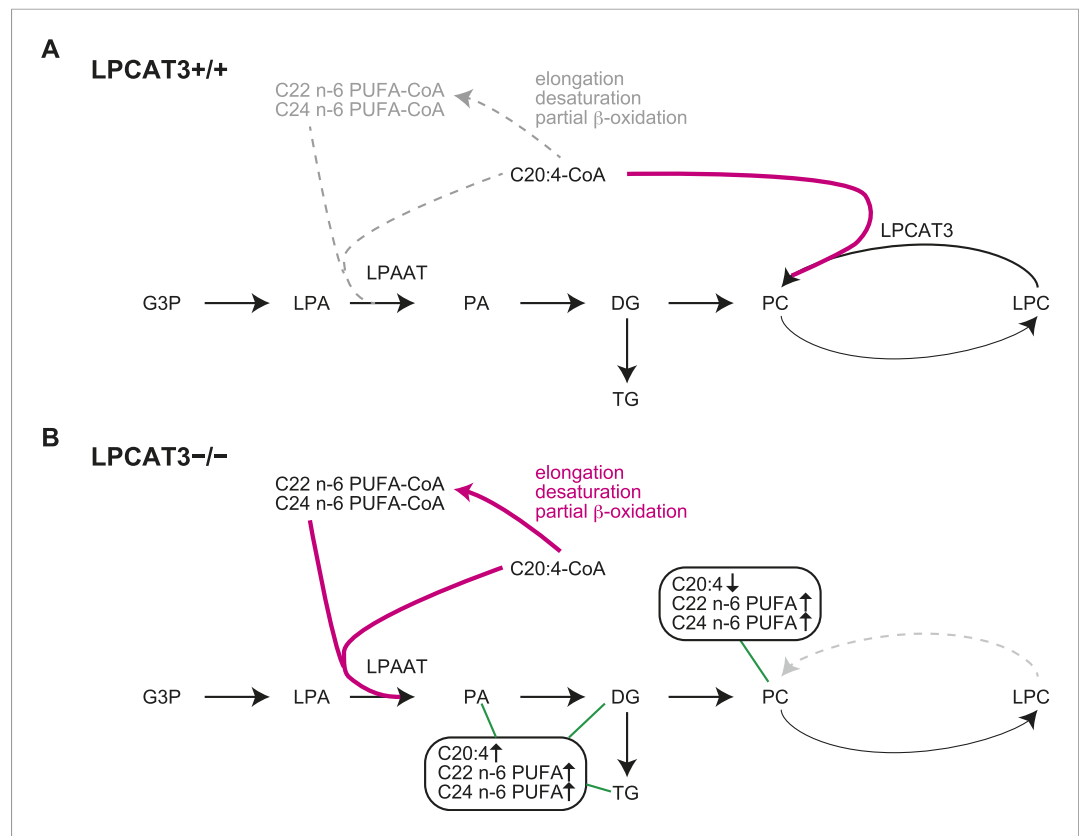 A
LPCAT3+/+
C22 n-6 PUFA-CoA
C24 n-6 PUFA-CoA
elongation
desaturation
partial β-oxidation
C20:4-CoA
LPCAT3
LPAAT
G3P
LPA
PA
DG
PC
LPC
TG
B
LPCAT3−/−
C22 n-6 PUFA-CoA
C24 n-6 PUFA-CoA
elongation
desaturation
partial β-oxidation
C20:4-CoA
C20:4↓
C22 n-6 PUFA↑
C24 n-6 PUFA↑
LPAAT
G3P
LPA
PA
DG
PC
LPC
C20:4↑
C22 n-6 PUFA↑
C24 n-6 PUFA↑
TG